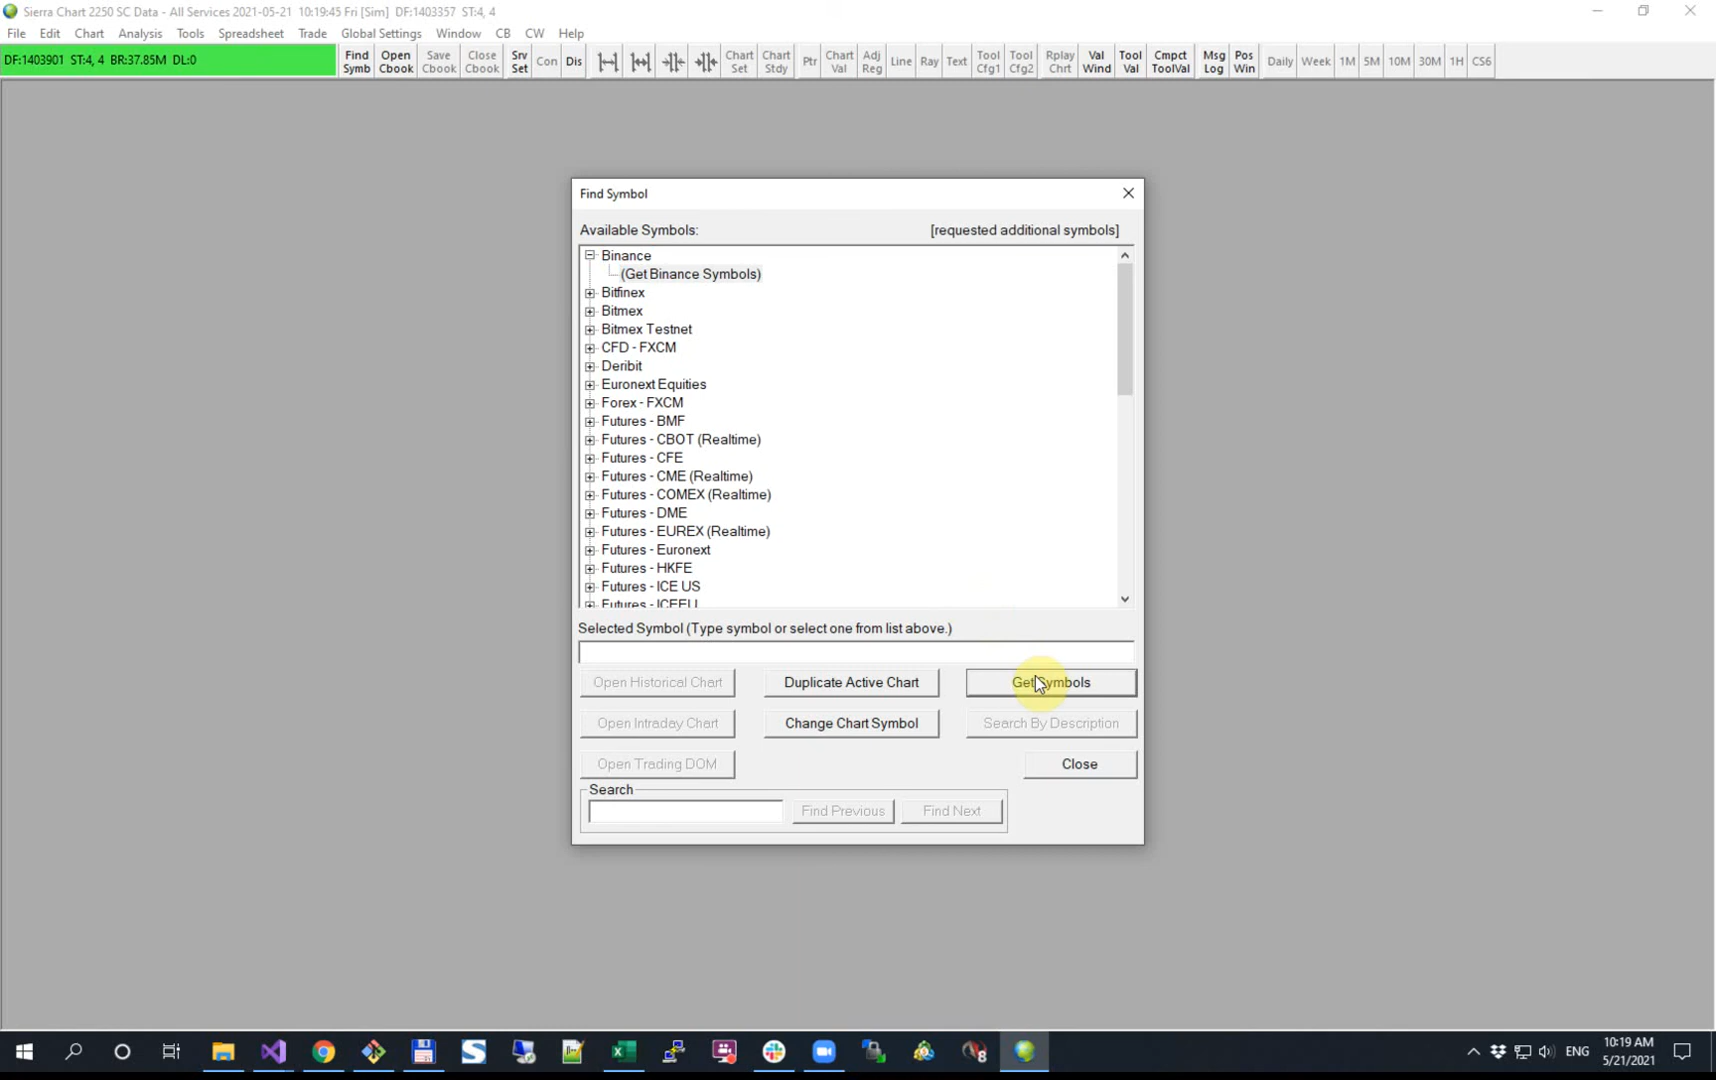 Sierra Chart 2250 SC Data - All Services 2021-05-21 10:19:45 Fri [Sim] DF:1403357 ST:4, 4
File Edit Chart Analysis Tools Spreadsheet Trade Global Settings Window CB CW Help
DF:1403901 ST:4, 4 BR:37.85M DL:0
Find Symb
Open Cbook
Save Cbook
Close Cbook
Srv Set
Con
Dis
Chart Set
Chart Stdy
Ptr
Chart Val
Adj Reg
Line
Ray
Text
Tool Cfg1
Tool Cfg2
Rplay Chrt
Val Wind
Tool Val
Cmpct ToolVal
Msg Log
Pos Win
Daily
Week
1M
5M
10M
30M
1H
CS6
Find Symbol
Available Symbols: [requested additional symbols]
Binance
(Get Binance Symbols)
Bitfinex
Bitmex
Bitmex Testnet
CFD - FXCM
Deribit
Euronext Equities
Forex - FXCM
Futures - BMF
Futures - CBOT (Realtime)
Futures - CFE
Futures - CME (Realtime)
Futures - COMEX (Realtime)
Futures - DME
Futures - EUREX (Realtime)
Futures - Euronext
Futures - HKFE
Futures - ICE US
Futures - ICEEU
Selected Symbol (Type symbol or select one from list above.)
Open Historical Chart
Duplicate Active Chart
Get Symbols
Open Intraday Chart
Change Chart Symbol
Search By Description
Open Trading DOM
Close
Search
Find Previous
Find Next
ENG
10:19 AM
5/21/2021